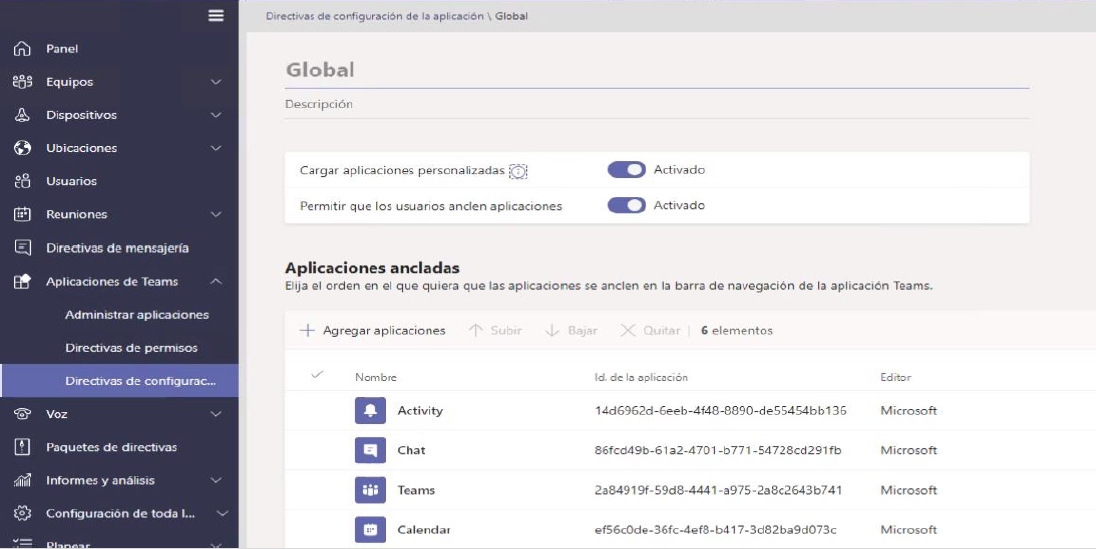 Directivas de configuración de la aplicación \ Global
Panel
Equipos
Dispositivos
Ubicaciones
Usuarios
Reuniones
Directivas de mensajería
Aplicaciones de Teams
Administrar aplicaciones
Directivas de permisos
Directivas de configurac...
Voz
Paquetes de directivas
Informes y análisis
Configuración de toda l...
Planear
Global
Descripción
Cargar aplicaciones personalizadas
Activado
Permitir que los usuarios anclen aplicaciones
Activado
Aplicaciones ancladas
Elija el orden en el que quiera que las aplicaciones se anclen en la barra de navegación de la aplicación Teams.
Agregar aplicaciones Subir Bajar Quitar | 6 elementos
Nombre Id. de la aplicación Editor
Activity 14d6962d-6eeb-4f48-8890-de55454bb136 Microsoft
Chat 86fcd49b-61a2-4701-b771-54728cd291fb Microsoft
Teams 2a84919f-59d8-4441-a975-2a8c2643b741 Microsoft
Calendar ef56c0de-36fc-4ef8-b417-3d82ba9d073c Microsoft